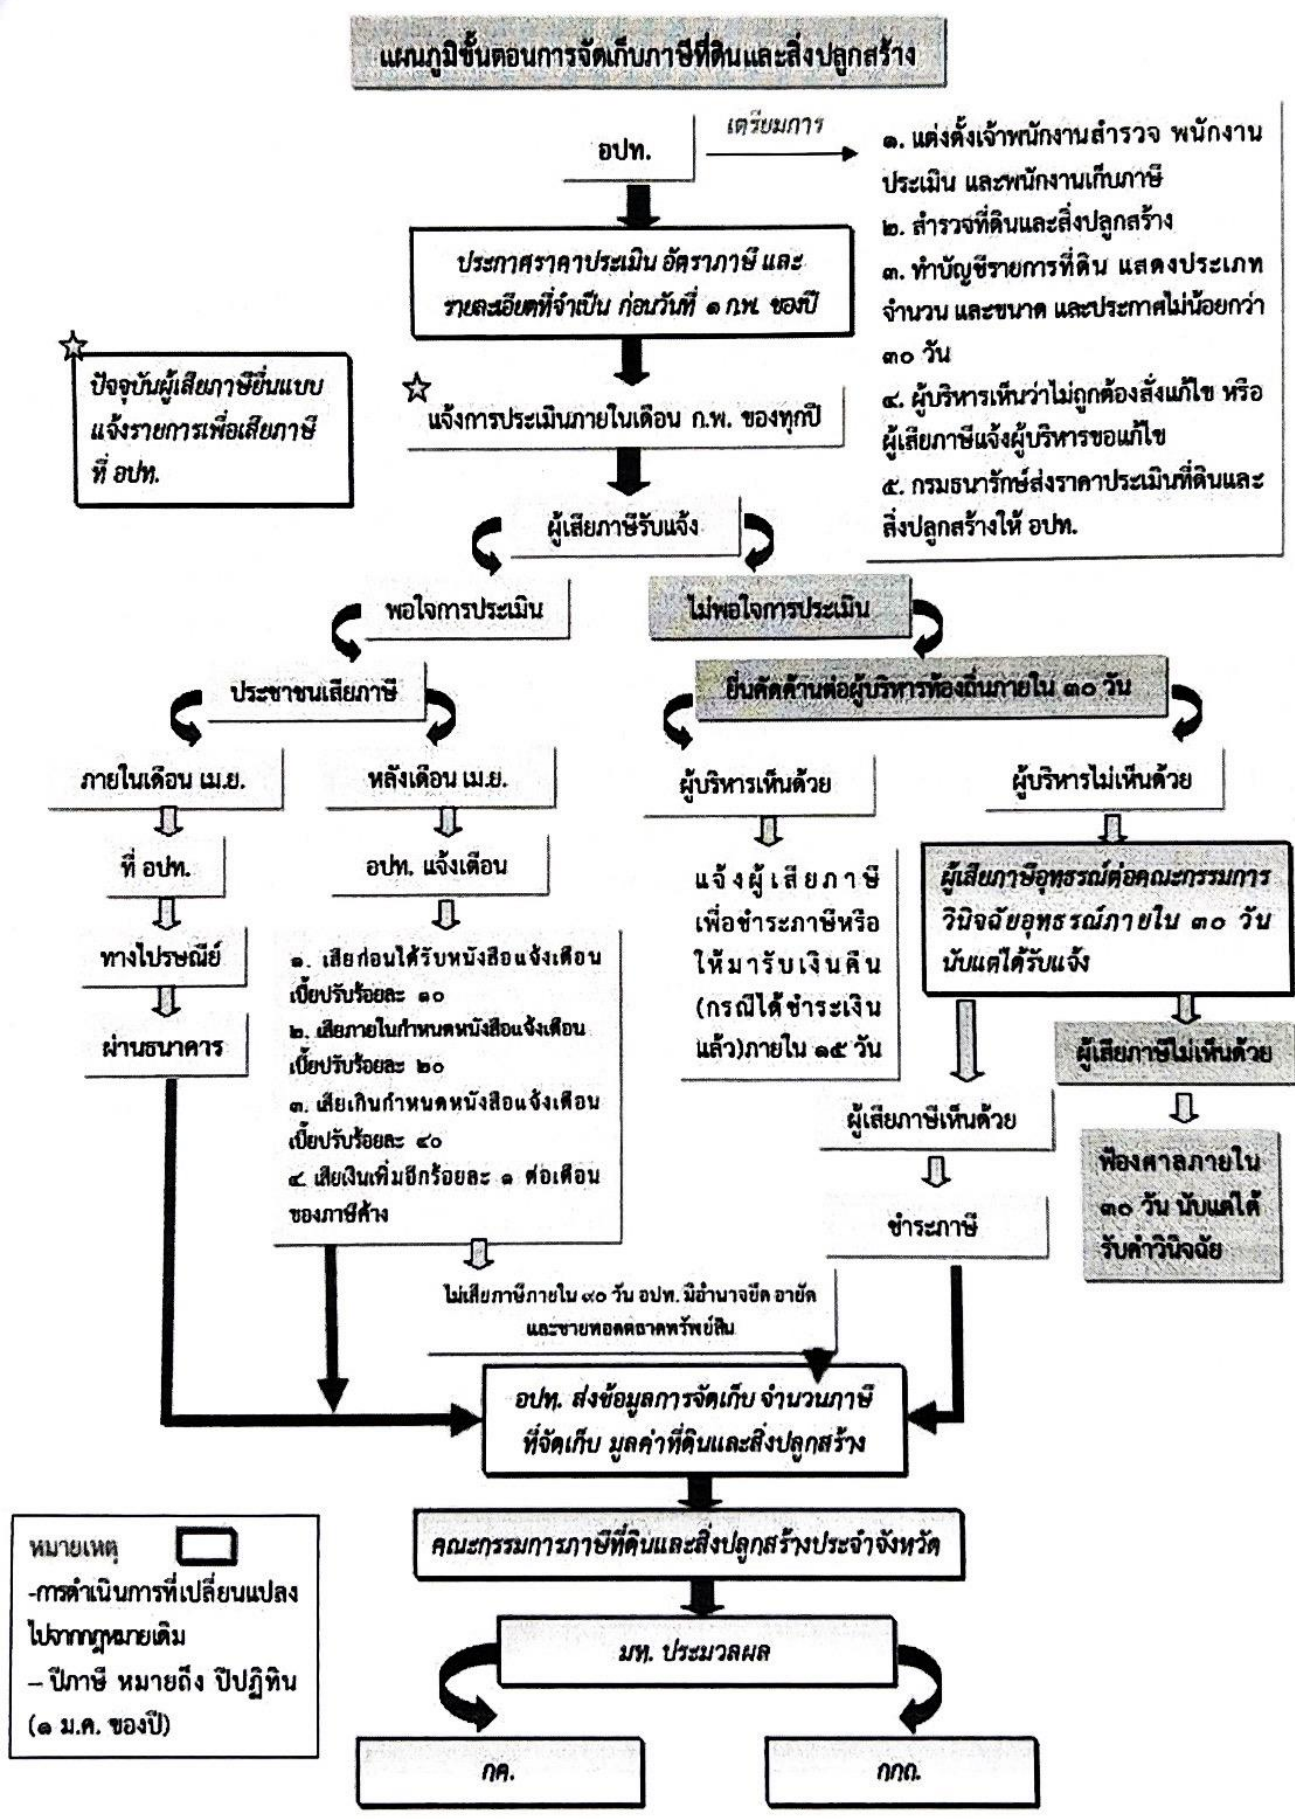 แผนภูมิขั้นตอนการจัดเก็บภาษีที่ดินและสิ่งปลูกสร้าง
อปท.
เตรียมการ
๑. แต่งตั้งเจ้าพนักงานสำรวจ พนักงาน
ประเมิน และพนักงานเก็บภาษี
๒. สำรวจที่ดินและสิ่งปลูกสร้าง
๓. ทำบัญชีรายการที่ดิน แสดงประเภท
จำนวน และขนาด และประกาศไม่น้อยกว่า
๓๐ วัน
๔. ผู้บริหารเห็นว่าไม่ถูกต้องสั่งแก้ไข หรือ
ผู้เสียภาษีแจ้งผู้บริหารขอแก้ไข
๕. กรมธนารักษ์ส่งราคาประเมินที่ดินและ
สิ่งปลูกสร้างให้ อปท.
ประกาศราคาประเมิน อัตราภาษี และ
รายละเอียดที่จำเป็น ก่อนวันที่ ๑ ก.พ. ของปี
ปัจจุบันผู้เสียภาษียื่นแบบ
แจ้งรายการเพื่อเสียภาษี
ที่ อปท.
แจ้งการประเมินภายในเดือน ก.พ. ของทุกปี
ผู้เสียภาษีรับแจ้ง
พอใจการประเมิน
ไม่พอใจการประเมิน
ประชาชนเสียภาษี
ยื่นคัดค้านต่อผู้บริหารท้องถิ่นภายใน ๓๐ วัน
ภายในเดือน เม.ย.
หลังเดือน เม.ย.
ผู้บริหารเห็นด้วย
ผู้บริหารไม่เห็นด้วย
ที่ อปท.
อปท. แจ้งเตือน
ทางไปรษณีย์
ผ่านธนาคาร
๑. เสียก่อนได้รับหนังสือแจ้งเตือน
เบี้ยปรับร้อยละ ๑๐
๒. เสียภายในกำหนดหนังสือแจ้งเตือน
เบี้ยปรับร้อยละ ๒๐
๓. เสียเกินกำหนดหนังสือแจ้งเตือน
เบี้ยปรับร้อยละ ๔๐
๔. เสียเงินเพิ่มอีกร้อยละ ๑ ต่อเดือน
ของภาษีค้าง
แจ้งผู้เสียภาษี
เพื่อชำระภาษีหรือ
ให้มารับเงินคืน
(กรณีได้ชำระเงิน
แล้ว)ภายใน ๑๕ วัน
ผู้เสียภาษีอุทธรณ์ต่อคณะกรรมการ
วินิจฉัยอุทธรณ์ภายใน ๓๐ วัน
นับแต่ได้รับแจ้ง
ผู้เสียภาษีไม่เห็นด้วย
ผู้เสียภาษีเห็นด้วย
ชำระภาษี
ฟ้องศาลภายใน
๓๐ วัน นับแต่ได้
รับคำวินิจฉัย
ไม่เสียภาษีภายใน ๙๐ วัน อปท. มีอำนาจยึด อายัด
และขายทอดตลาดทรัพย์สิน
อปท. ส่งข้อมูลการจัดเก็บ จำนวนภาษี
ที่จัดเก็บ มูลค่าที่ดินและสิ่งปลูกสร้าง
คณะกรรมการภาษีที่ดินและสิ่งปลูกสร้างประจำจังหวัด
มท. ประมวลผล
กค.
กกถ.
หมายเหตุ
-การดำเนินการที่เปลี่ยนแปลง
ไปจากกฎหมายเดิม
– ปีภาษี หมายถึง ปีปฏิทิน
(๑ ม.ค. ของปี)